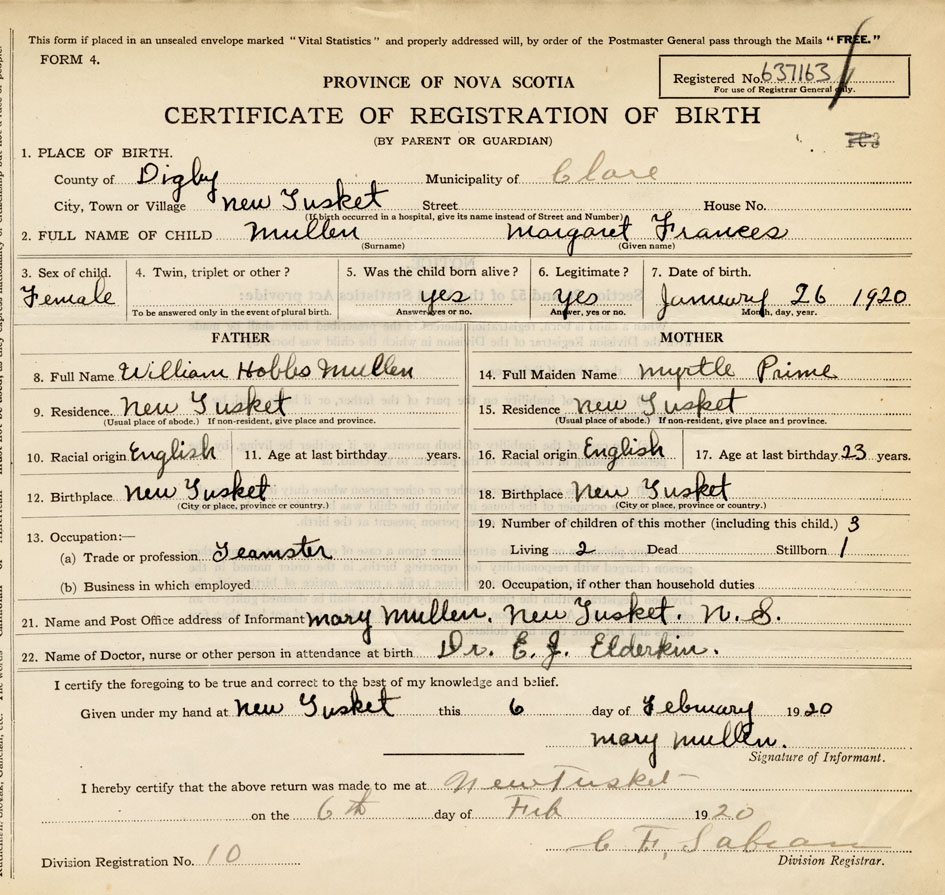 This form if placed in an unsealed envelope marked "Vital Statistics" and properly addressed will, by order of the Postmaster General pass through the Mails "FREE."
FORM 4.
PROVINCE OF NOVA SCOTIA
Registered No. 637163
For use of Registrar General only.
CERTIFICATE OF REGISTRATION OF BIRTH
(BY PARENT OR GUARDIAN)
1. PLACE OF BIRTH.
County of Digby Municipality of Clare
City, Town or Village New Tusket Street House No.
(If birth occurred in a hospital, give its name instead of Street and Number)
2. FULL NAME OF CHILD Mullen Margaret Frances
(Surname) (Given name)
3. Sex of child. 4. Twin, triplet or other? 5. Was the child born alive? 6. Legitimate? 7. Date of birth.
Female yes Yes January 26 1920
To be answered only in the event of plural birth. Answer, yes or no. Answer, yes or no. Month, day, year.
FATHER MOTHER
8. Full Name William Hobbs Mullen 14. Full Maiden Name Myrtle Prime
9. Residence New Tusket 15. Residence New Tusket
(Usual place of abode.) If non-resident, give place and province. (Usual place of abode.) If non-resident, give place and province.
10. Racial origin English 11. Age at last birthday years. 16. Racial origin English 17. Age at last birthday 23 years.
12. Birthplace New Tusket 18. Birthplace New Tusket
(City or place, province or country.) (City or place, province or country.)
13. Occupation:— 19. Number of children of this mother (including this child.) 3
(a) Trade or profession Teamster Living 2 Dead Stillborn 1
(b) Business in which employed 20. Occupation, if other than household duties
21. Name and Post Office address of Informant Mary Mullen. New Tusket. N. S.
22. Name of Doctor, nurse or other person in attendance at birth Dr. E. J. Elderkin.
I certify the foregoing to be true and correct to the best of my knowledge and belief.
Given under my hand at New Tusket this 6 day of February 1920
Mary Mullen.
Signature of Informant.
I hereby certify that the above return was made to me at New Tusket
on the 6th day of Feb 1920
C F, Sabean
Division Registration No. 10 Division Registrar.